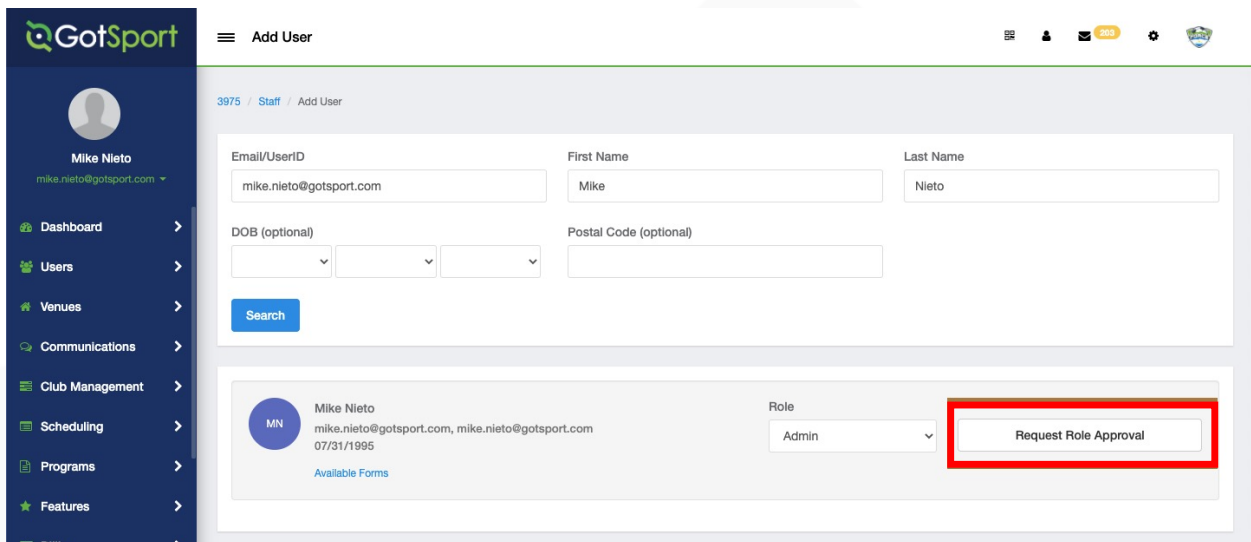 GotSport
Add User
202
Mike Nieto
mike.nieto@gotsport.com
Dashboard
Users
Venues
Communications
Club Management
Scheduling
Programs
Features
3975 / Staff / Add User
Email/UserID
First Name
Last Name
mike.nieto@gotsport.com
Mike
Nieto
DOB (optional)
Postal Code (optional)
Search
MN
Mike Nieto
mike.nieto@gotsport.com, mike.nieto@gotsport.com
07/31/1995
Available Forms
Role
Admin
Request Role Approval